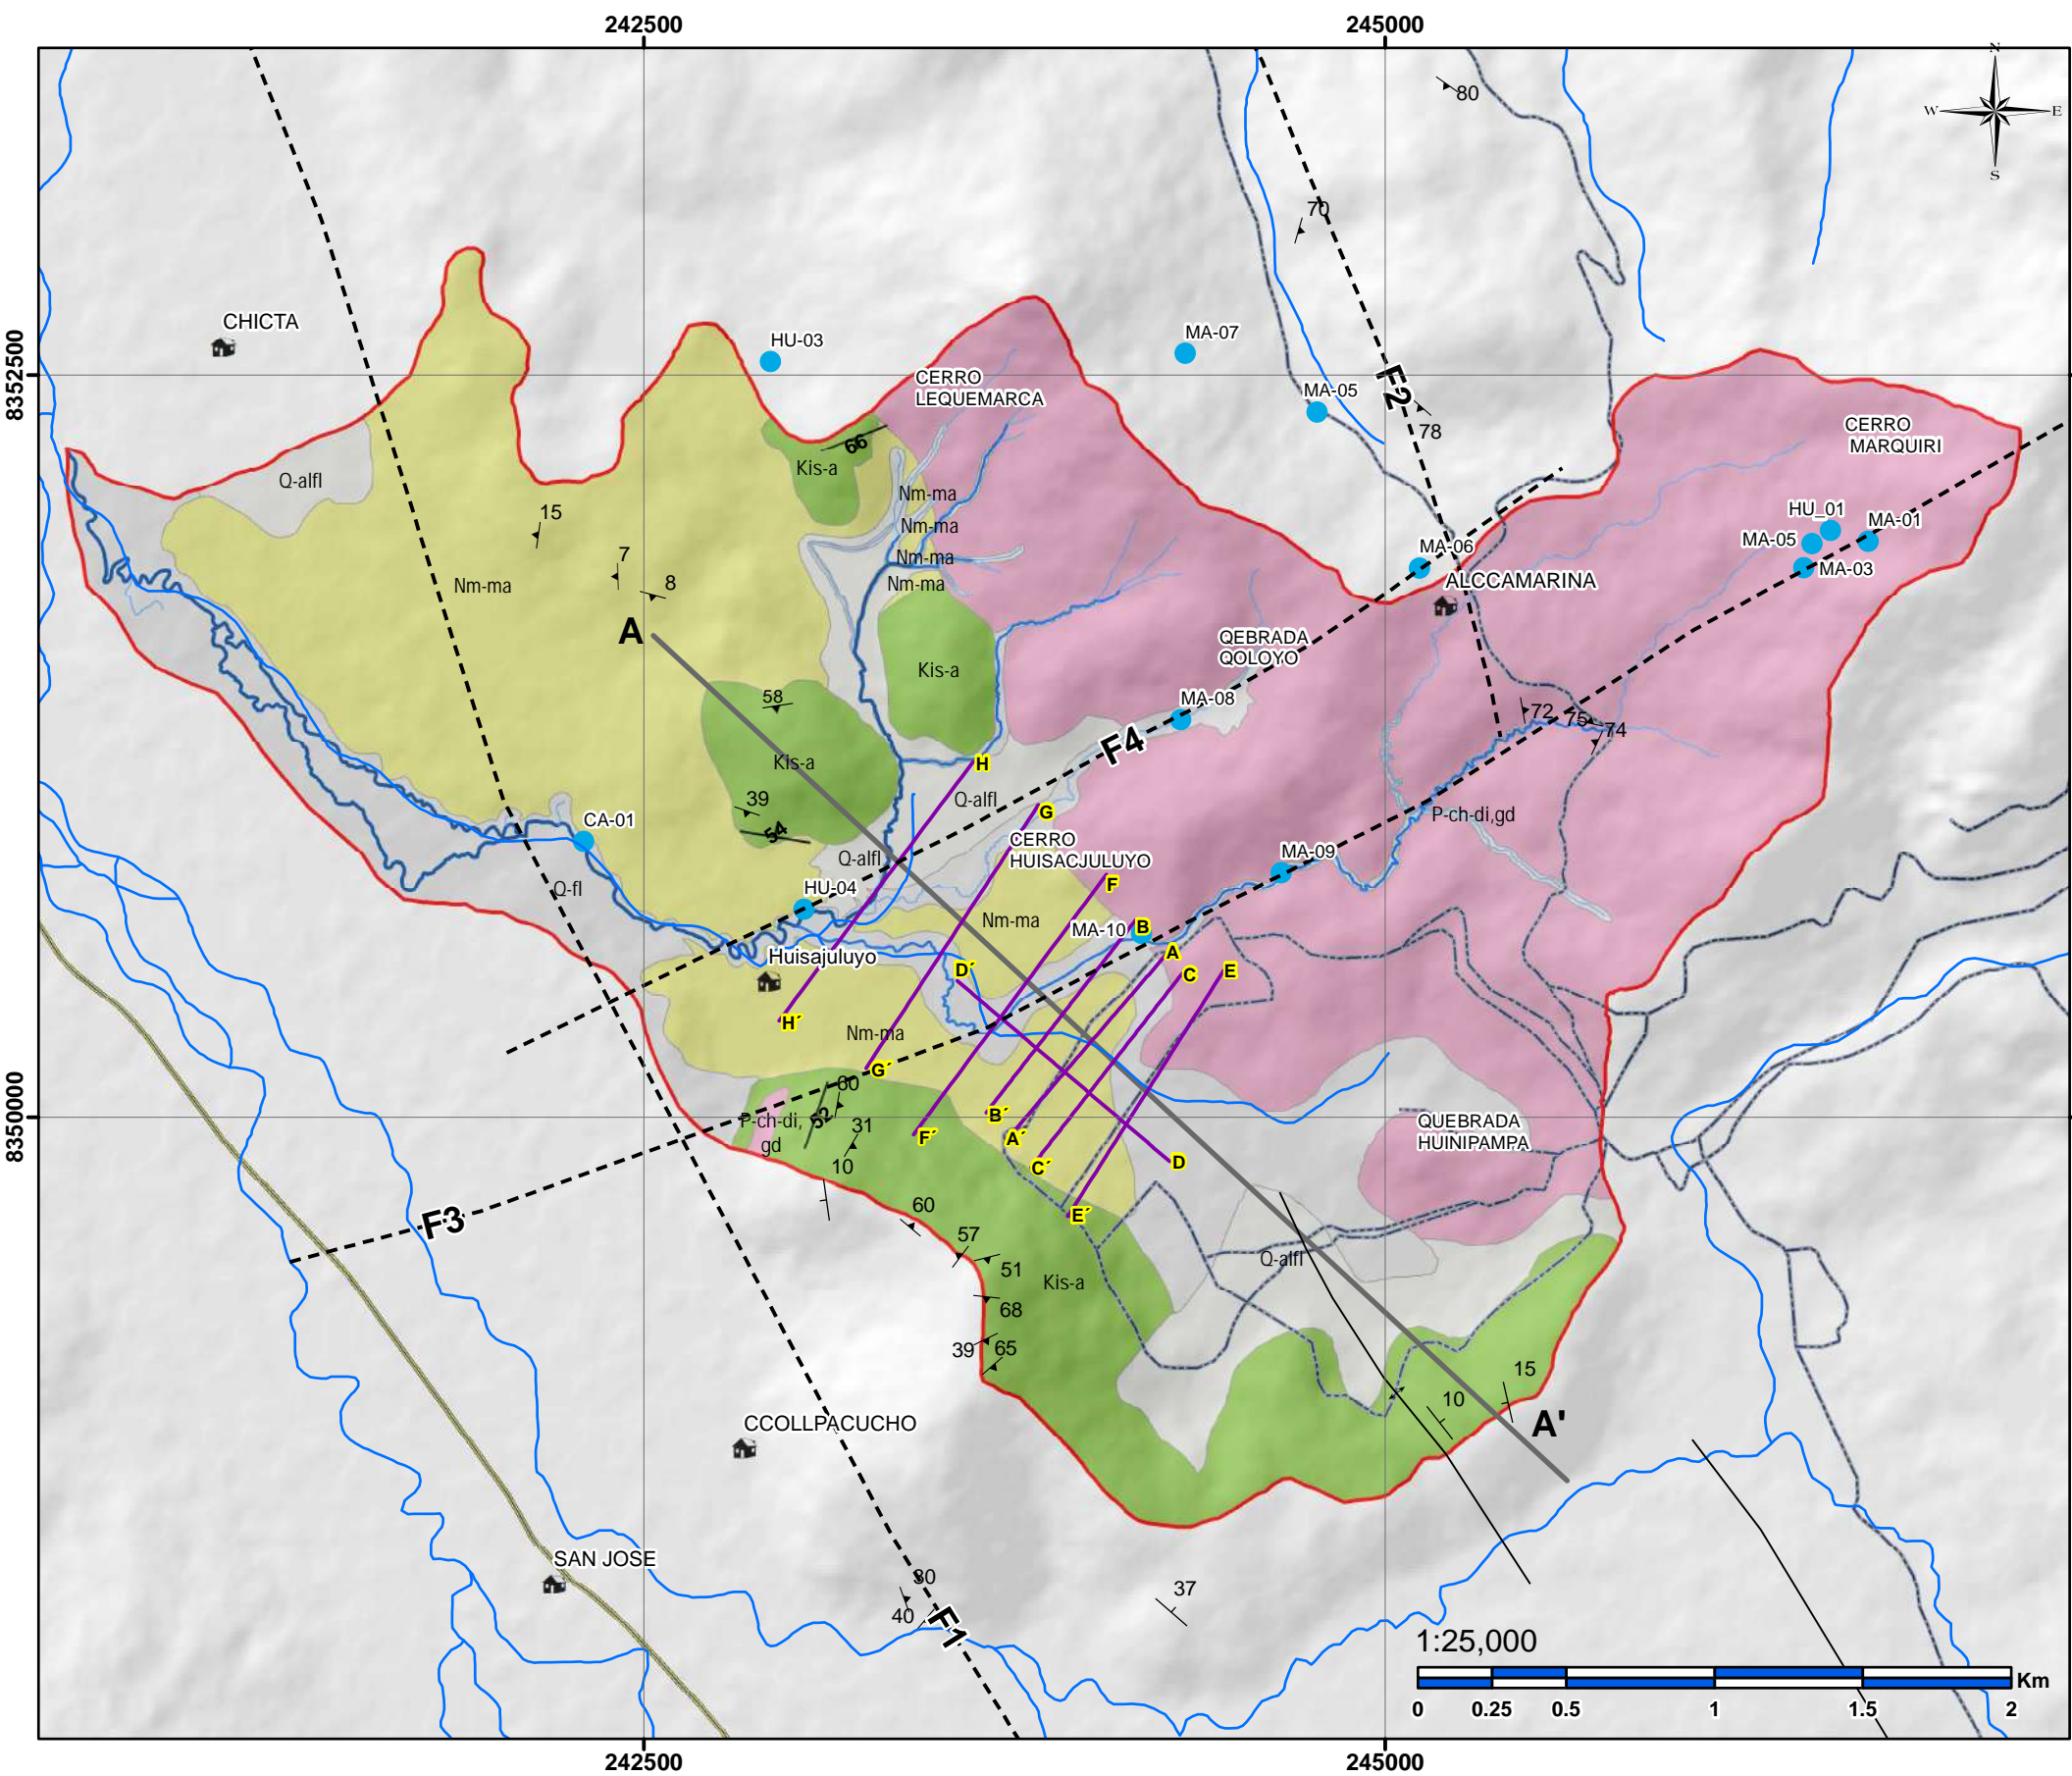 242500
245000
N
W
E
S
80
70
CHICTA
HU-03
MA-07
8352500
CERRO
LEQUEMARCA
MA-05
F2
78
CERRO
MARQUIRI
66
Kis-a
Q-alfl
Nm-ma
15
Nm-ma
HU_01
MA-01
MA-05
MA-03
MA-06
ALCCAMARINA
7
8
Nm-ma
Nm-ma
Nm-ma
A
QEBRADA
QOLOYO
Kis-a
58
MA-08
72
75
74
F4
Kis-a
H
39
54
Q-alfl
G
P-ch-di,gd
CA-01
CERRO
HUISACJULUYO
Q-alfl
MA-09
Q-fl
HU-04
F
Nm-ma
MA-10
B
Huisajuluyo
A
D´
C
E
H´
Nm-ma
G´
60
8350000
P-ch-di,
gd
52
31
F´
B´
A´
C´
D
QUEBRADA
HUINIPAMPA
10
60
E´
F3
57
51
Kis-a
Q-alfl
68
39
65
15
10
CCOLLPACUCHO
A'
SAN JOSE
30
40
F1
37
1:25,000
Km
0
0.25
0.5
1
1.5
2
242500
245000